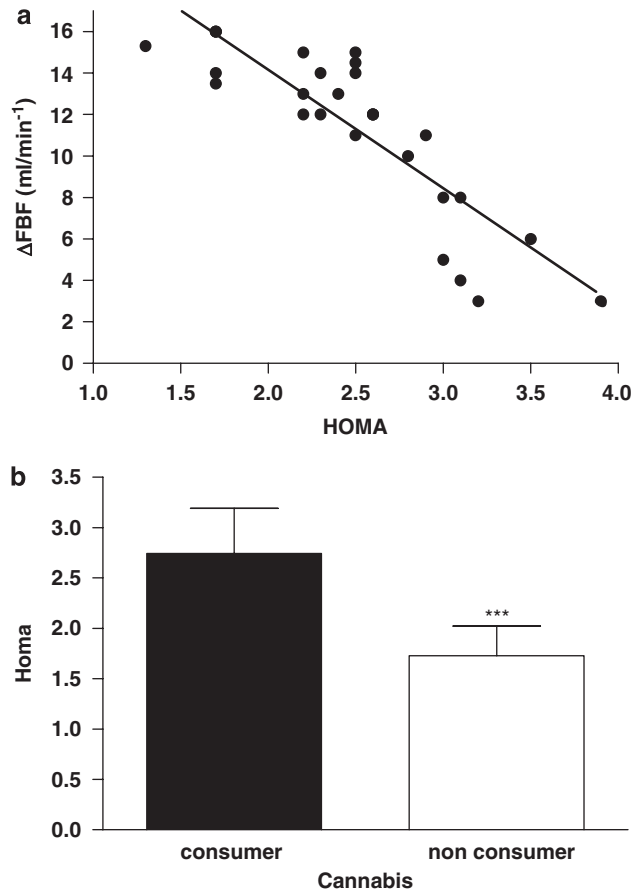 a
ΔFBF (ml/min⁻¹)
16
14
12
10
8
6
4
2
0
1.0 1.5 2.0 2.5 3.0 3.5 4.0
HOMA
b
Homa
3.5
3.0
2.5
2.0
1.5
1.0
0.5
0.0
***
consumer non consumer
Cannabis